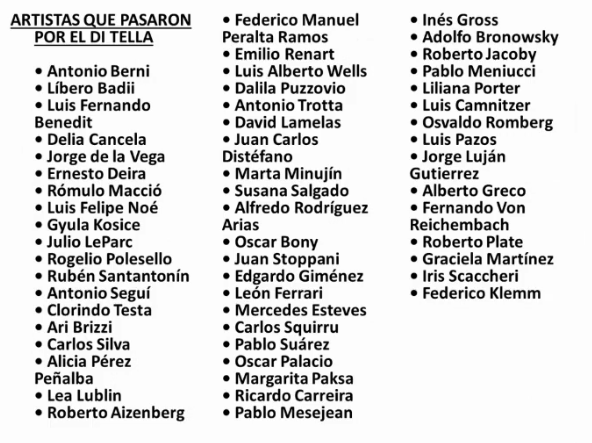 ARTISTAS QUE PASARON
POR EL DI TELLA
• Antonio Berni
• Líbero Badii
• Luis Fernando
Benedit
• Delia Cancela
• Jorge de la Vega
• Ernesto Deira
• Rómulo Macció
• Luis Felipe Noé
• Gyula Kosice
• Julio LeParc
• Rogelio Polesello
• Rubén Santantonín
• Antonio Seguí
• Clorindo Testa
• Ari Brizzi
• Carlos Silva
• Alicia Pérez
Peñalba
• Lea Lublin
• Roberto Aizenberg
• Federico Manuel
Peralta Ramos
• Emilio Renart
• Luis Alberto Wells
• Dalila Puzzovio
• Antonio Trotta
• David Lamelas
• Juan Carlos
Distéfano
• Marta Minujín
• Susana Salgado
• Alfredo Rodríguez
Arias
• Oscar Bony
• Juan Stoppani
• Edgardo Giménez
• León Ferrari
• Mercedes Esteves
• Carlos Squirru
• Pablo Suárez
• Oscar Palacio
• Margarita Paksa
• Ricardo Carreira
• Pablo Mesejean
• Inés Gross
• Adolfo Bronowsky
• Roberto Jacoby
• Pablo Meniucci
• Liliana Porter
• Luis Camnitzer
• Osvaldo Romberg
• Luis Pazos
• Jorge Luján
Gutierrez
• Alberto Greco
• Fernando Von
Reichembach
• Roberto Plate
• Graciela Martínez
• Iris Scaccheri
• Federico Klemm